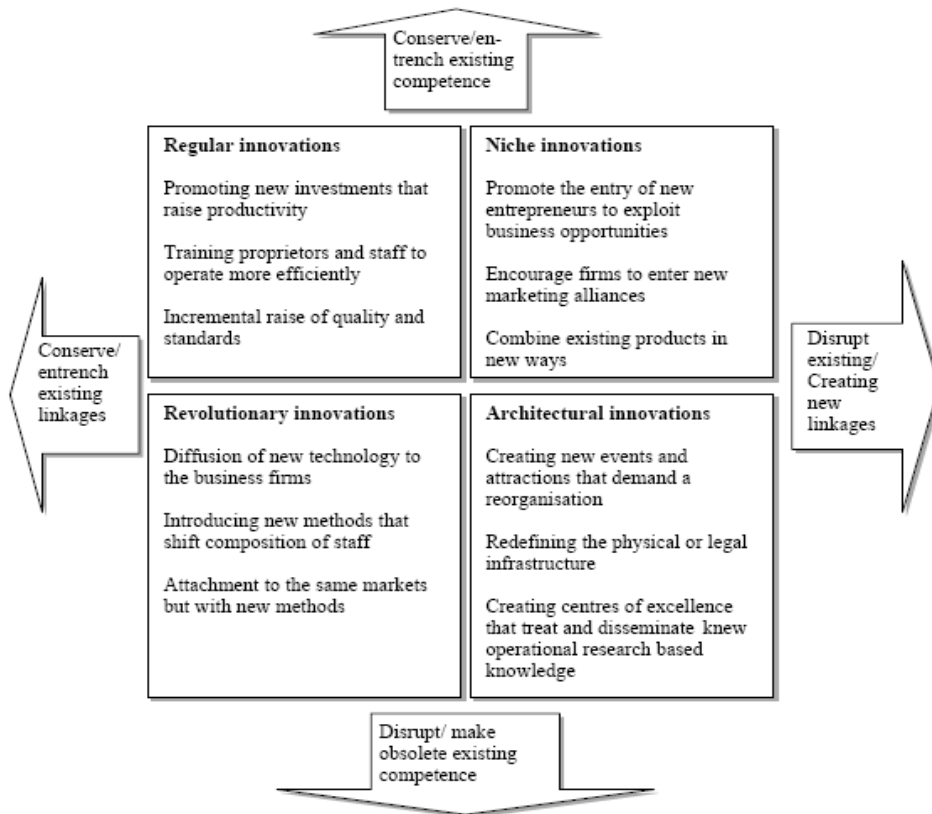 Conserve/en-
trench existing
competence
Regular innovations
Promoting new investments that
raise productivity
Training proprietors and staff to
operate more efficiently
Incremental raise of quality and
standards
Niche innovations
Promote the entry of new
entrepreneurs to exploit
business opportunities
Encourage firms to enter new
marketing alliances
Combine existing products in
new ways
Conserve/
entrench
existing
linkages
Disrupt
existing/
Creating
new
linkages
Revolutionary innovations
Diffusion of new technology to
the business firms
Introducing new methods that
shift composition of staff
Attachment to the same markets
but with new methods
Architectural innovations
Creating new events and
attractions that demand a
reorganisation
Redefining the physical or legal
infrastructure
Creating centres of excellence
that treat and disseminate knew
operational research based
knowledge
Disrupt/ make
obsolete existing
competence